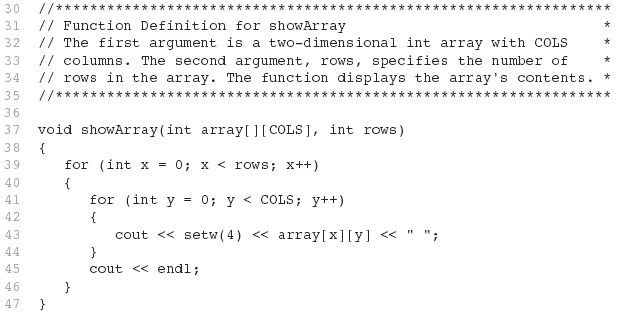 30 //*****************************************************************
31 // Function Definition for showArray                              *
32 // The first argument is a two-dimensional int array with COLS    *
33 // columns. The second argument, rows, specifies the number of    *
34 // rows in the array. The function displays the array's contents. *
35 //*****************************************************************
36
37 void showArray(int array[][COLS], int rows)
38 {
39    for (int x = 0; x < rows; x++)
40    {
41       for (int y = 0; y < COLS; y++)
42       {
43          cout << setw(4) << array[x][y] << " ";
44       }
45       cout << endl;
46    }
47 }